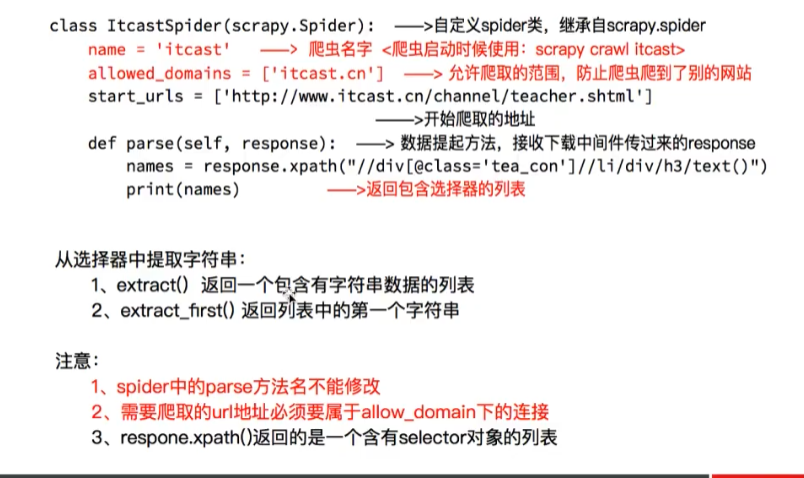 class ItcastSpider(scrapy.Spider): ——>自定义spider类，继承自scrapy.spider
name = 'itcast' ——> 爬虫名字 <爬虫启动时候使用：scrapy crawl itcast>
allowed_domains = ['itcast.cn'] ——> 允许爬取的范围，防止爬虫爬到了别的网站
start_urls = ['http://www.itcast.cn/channel/teacher.shtml']
——>开始爬取的地址
def parse(self, response): ——> 数据提起方法，接收下载中间件传过来的response
names = response.xpath("//div[@class='tea_con']//li/div/h3/text()")
print(names) ——>返回包含选择器的列表
从选择器中提取字符串：
1、extract() 返回一个包含有字符串数据的列表
2、extract_first() 返回列表中的第一个字符串
注意：
1、spider中的parse方法名不能修改
2、需要爬取的url地址必须要属于allow_domain下的连接
3、respone.xpath()返回的是一个含有selector对象的列表